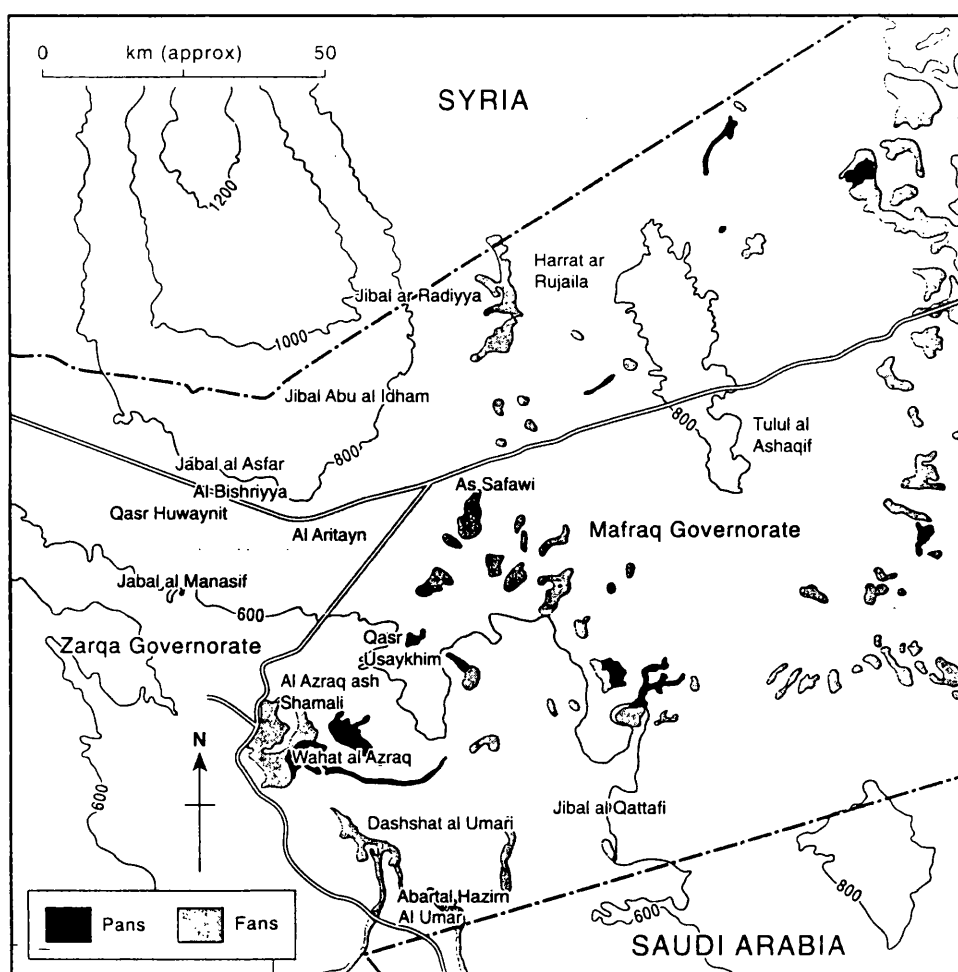 0 km (approx) 50
SYRIA
1200
Harrat ar
Rujaila
Jibal ar Radiyya
1000
Jibal Abu al Idham
800
Tulul al
Ashaqif
800
Jabal al Asfar
Al Bishriyya
As Safawi
Qasr Huwaynit
Al Aritayn
Mafraq Governorate
Jabal al Manasif
600
Zarqa Governorate
Qasr
Usaykhim
Al Azraq ash
Shamali
N
Wahat al Azraq
600
Jibal al Qattafi
Dashshat al Umari
800
Abartal Hazim
Al Umari
600
Pans
Fans
SAUDI ARABIA